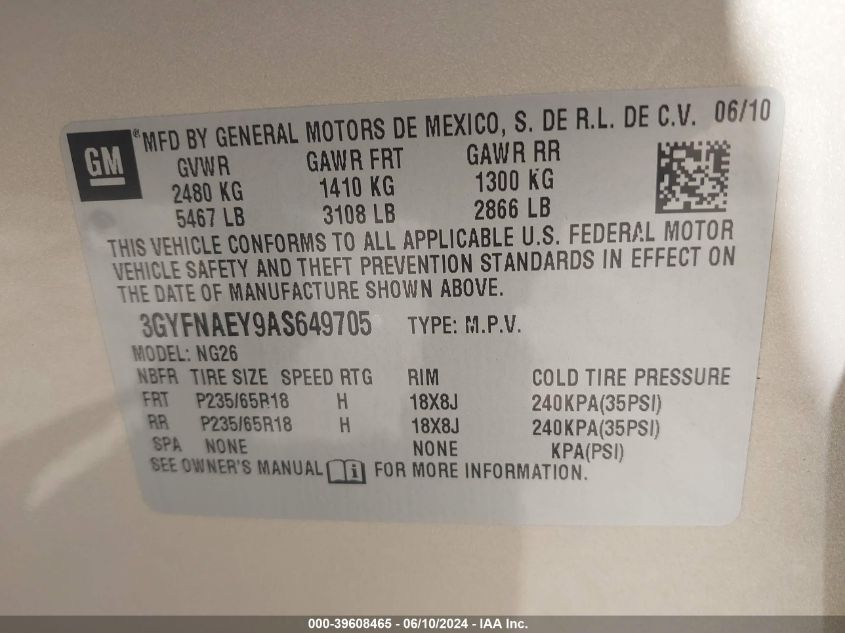 GM ® MFD BY GENERAL MOTORS DE MEXICO, S. DE R.L. DE C.V. 06/10
GVWR GAWR FRT GAWR RR
2480 KG 1410 KG 1300 KG
5467 LB 3108 LB 2866 LB
THIS VEHICLE CONFORMS TO ALL APPLICABLE U.S. FEDERAL MOTOR
VEHICLE SAFETY AND THEFT PREVENTION STANDARDS IN EFFECT ON
THE DATE OF MANUFACTURE SHOWN ABOVE.
3GYFNAEY9AS649705 TYPE: M.P.V.
MODEL: NG26
NBFR TIRE SIZE SPEED RTG RIM COLD TIRE PRESSURE
FRT P235/65R18 H 18X8J 240KPA(35PSI)
RR P235/65R18 H 18X8J 240KPA(35PSI)
SPA NONE NONE KPA(PSI)
SEE OWNER'S MANUAL i FOR MORE INFORMATION.
000-39608465 - 06/10/2024 - IAA Inc.